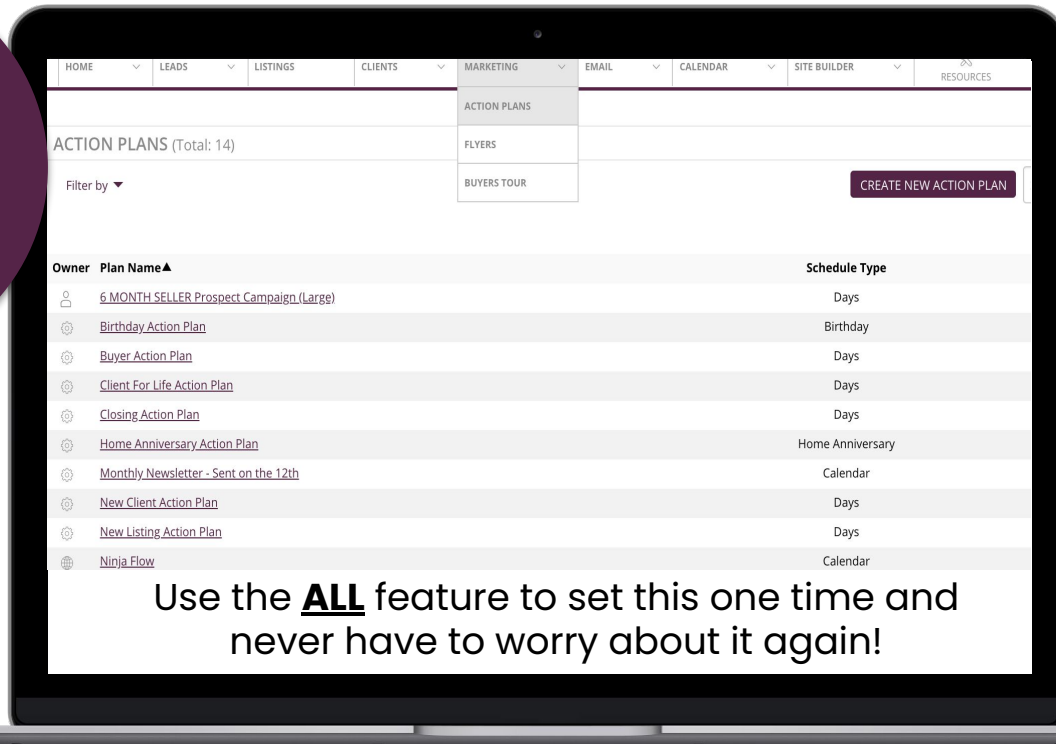 HOME LEADS LISTINGS CLIENTS MARKETING EMAIL CALENDAR SITE BUILDER RESOURCES
ACTION PLANS
FLYERS
BUYERS TOUR
ACTION PLANS (Total: 14)
Filter by
CREATE NEW ACTION PLAN
Owner Plan Name Schedule Type
6 MONTH SELLER Prospect Campaign (Large) Days
Birthday Action Plan Birthday
Buyer Action Plan Days
Client For Life Action Plan Days
Closing Action Plan Days
Home Anniversary Action Plan Home Anniversary
Monthly Newsletter - Sent on the 12th Calendar
New Client Action Plan Days
New Listing Action Plan Days
Ninja Flow Calendar
Use the ALL feature to set this one time and
never have to worry about it again!